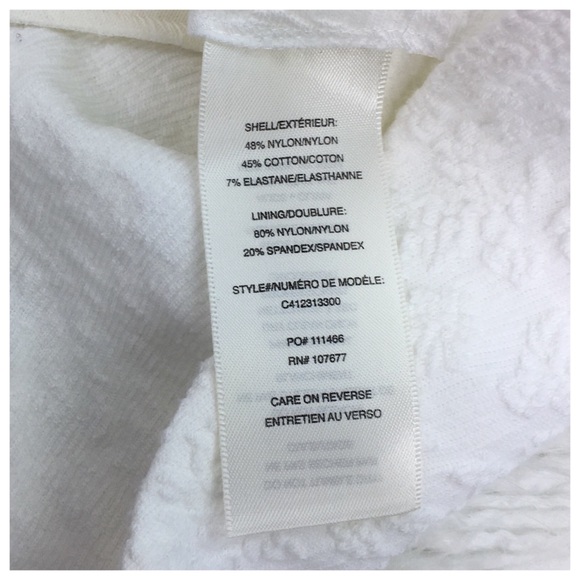 SHELL/EXTÉRIEUR:
48% NYLON/NYLON
45% COTTON/COTON
7% ELASTANE/ELASTHANNE
LINING/DOUBLURE:
80% NYLON/NYLON
20% SPANDEX/SPANDEX
STYLE#/NUMÉRO DE MODÈLE:
C412313300
PO# 111466
RN# 107677
CARE ON REVERSE
ENTRETIEN AU VERSO